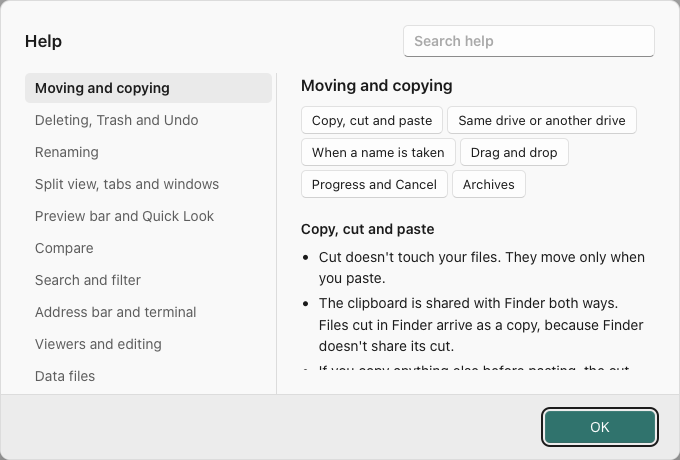 Help
Search help
Moving and copying
Deleting, Trash and Undo
Renaming
Split view, tabs and windows
Preview bar and Quick Look
Compare
Search and filter
Address bar and terminal
Viewers and editing
Data files
Moving and copying
Copy, cut and paste
Same drive or another drive
When a name is taken
Drag and drop
Progress and Cancel
Archives
Copy, cut and paste
• Cut doesn't touch your files. They move only when
you paste.
• The clipboard is shared with Finder both ways.
Files cut in Finder arrive as a copy, because Finder
doesn't share its cut.
OK